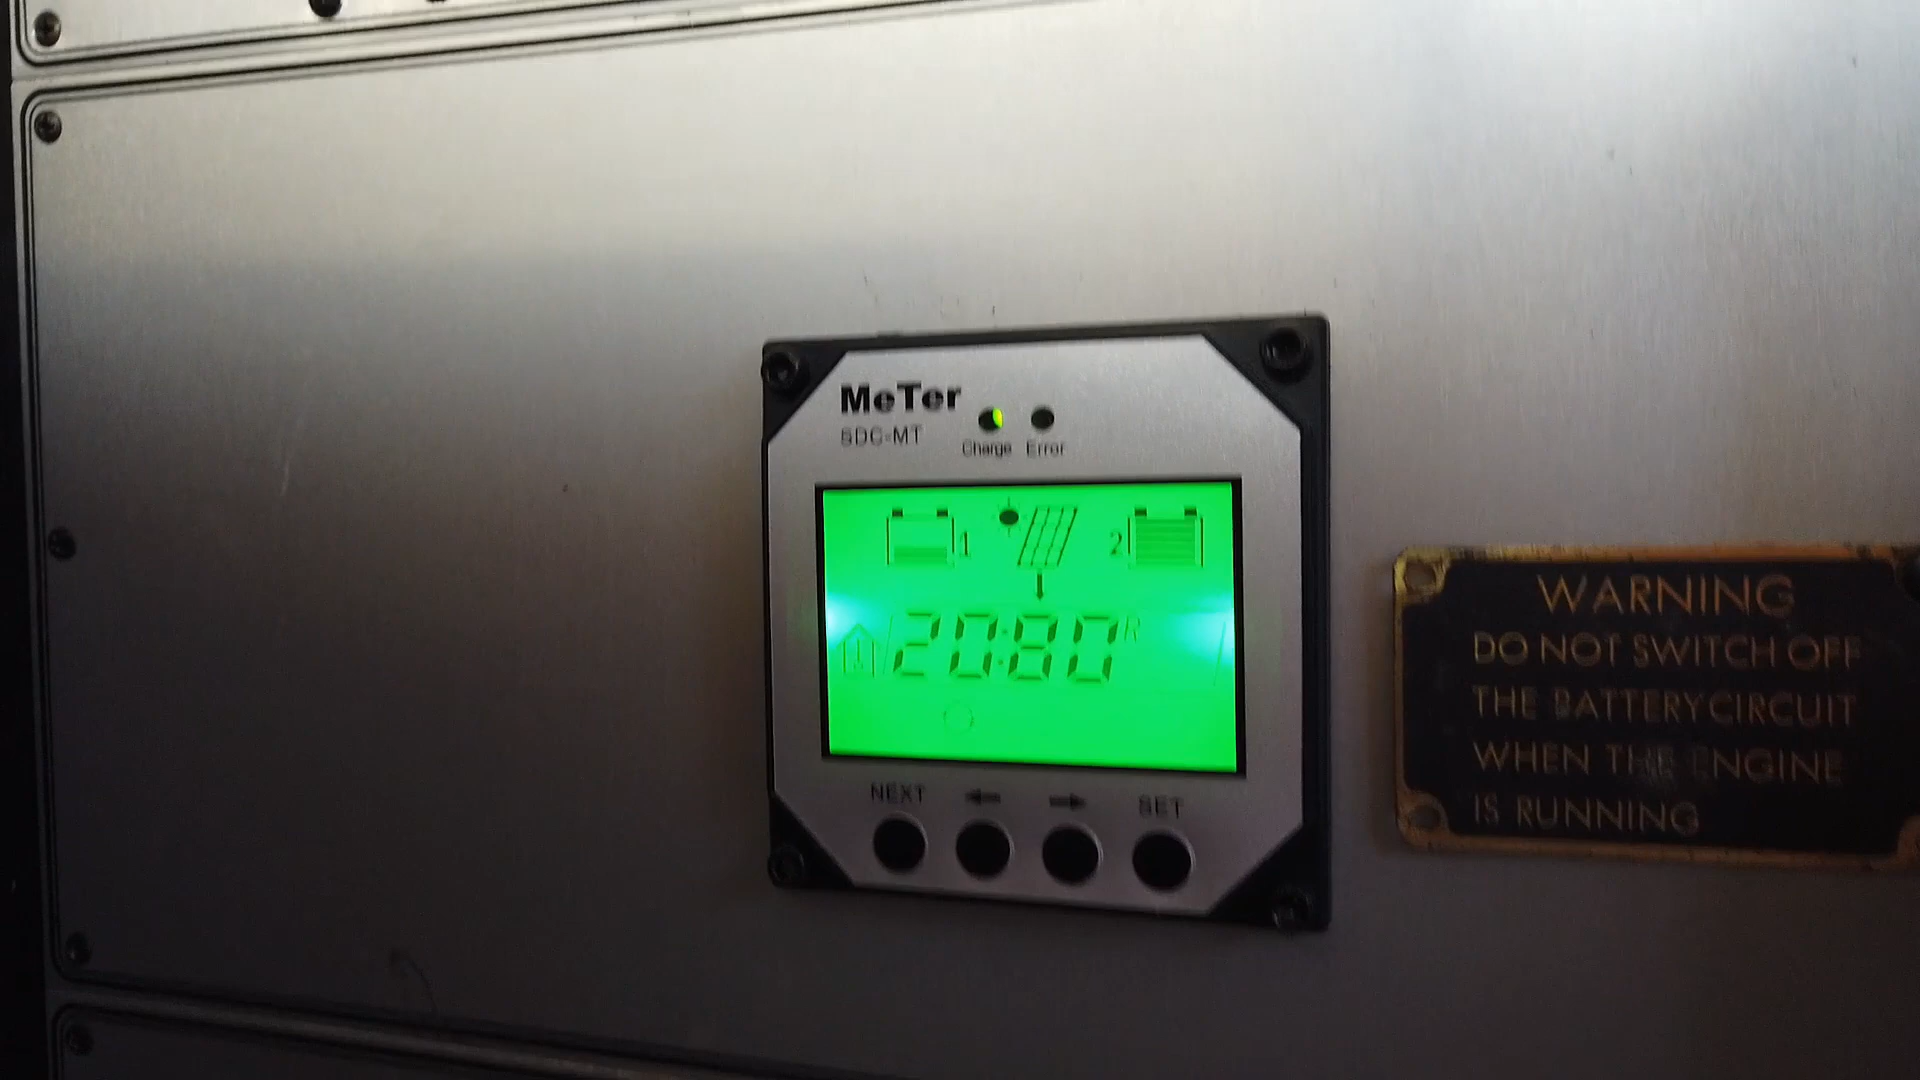 MeTer
SDC-MT
Charge Error
1
2
20:80
NEXT SET
WARNING
DO NOT SWITCH OFF
THE BATTERY CIRCUIT
WHEN THE ENGINE
IS RUNNING